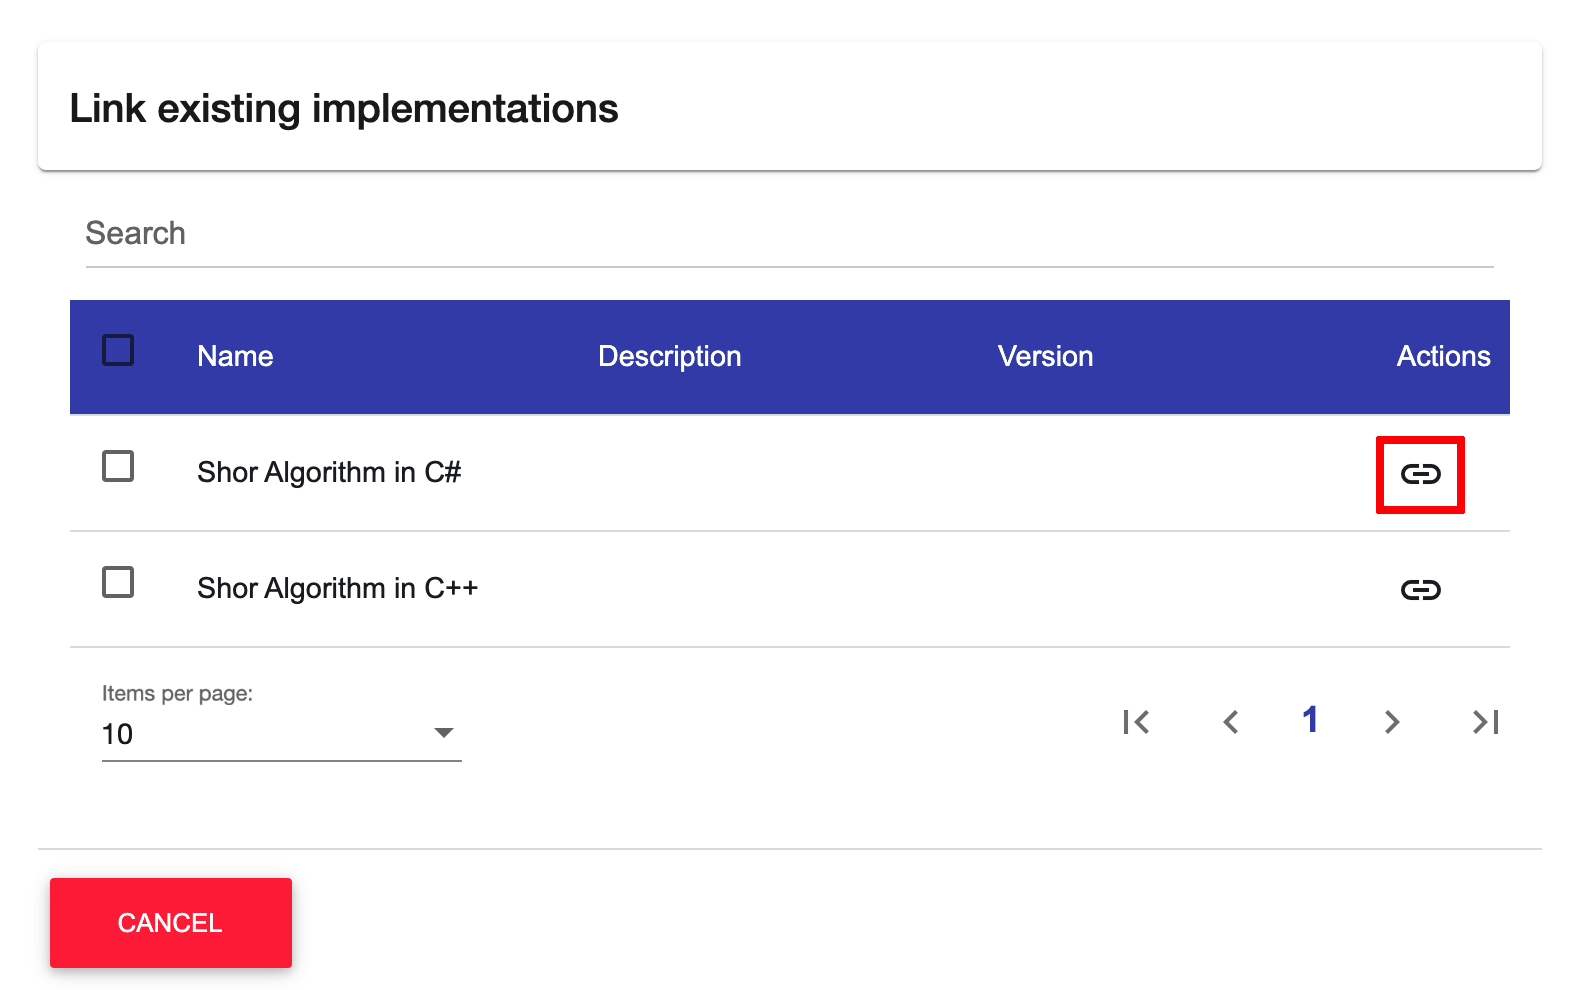 Link existing implementations
Search
Name Description Version Actions
Shor Algorithm in C#
Shor Algorithm in C++
Items per page:
10
1
CANCEL